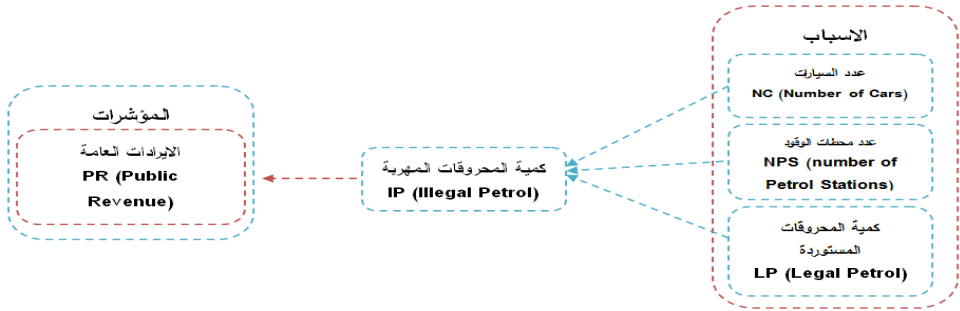 الاسباب
عدد السيارات
NC (Number of Cars)
عدد محطات الوقود
NPS (number of
Petrol Stations)
كمية المحروقات
المستوردة
LP (Legal Petrol)
كمية المحروقات المهربة
IP (Illegal Petrol)
المؤشرات
الايرادات العامة
PR (Public
Revenue)